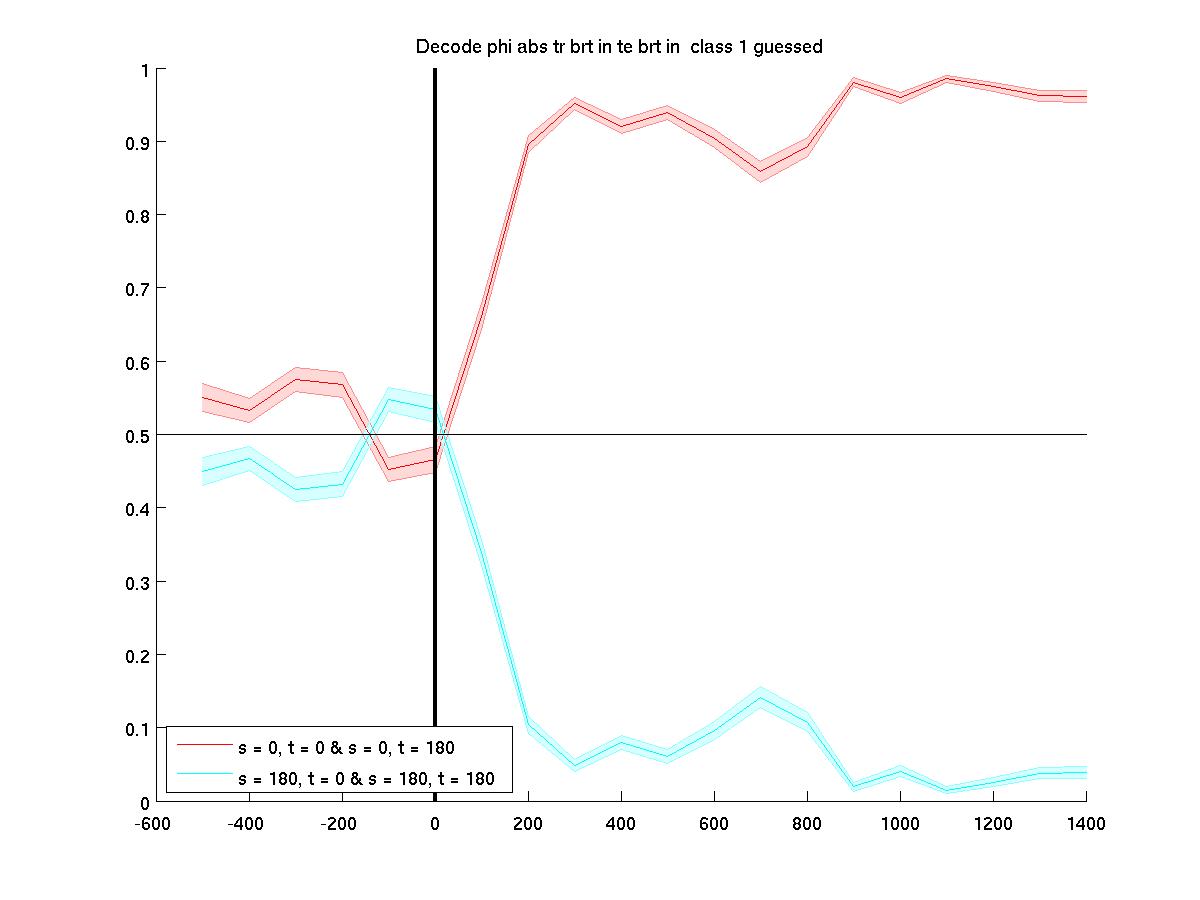 Decode phi abs tr brt in te brt in  class 1 guessed
1
0.9
0.8
0.7
0.6
0.5
0.4
0.3
0.2
0.1
0
s = 0, t = 0 & s = 0, t = 180
s = 180, t = 0 & s = 180, t = 180
-600 -400 -200 0 200 400 600 800 1000 1200 1400